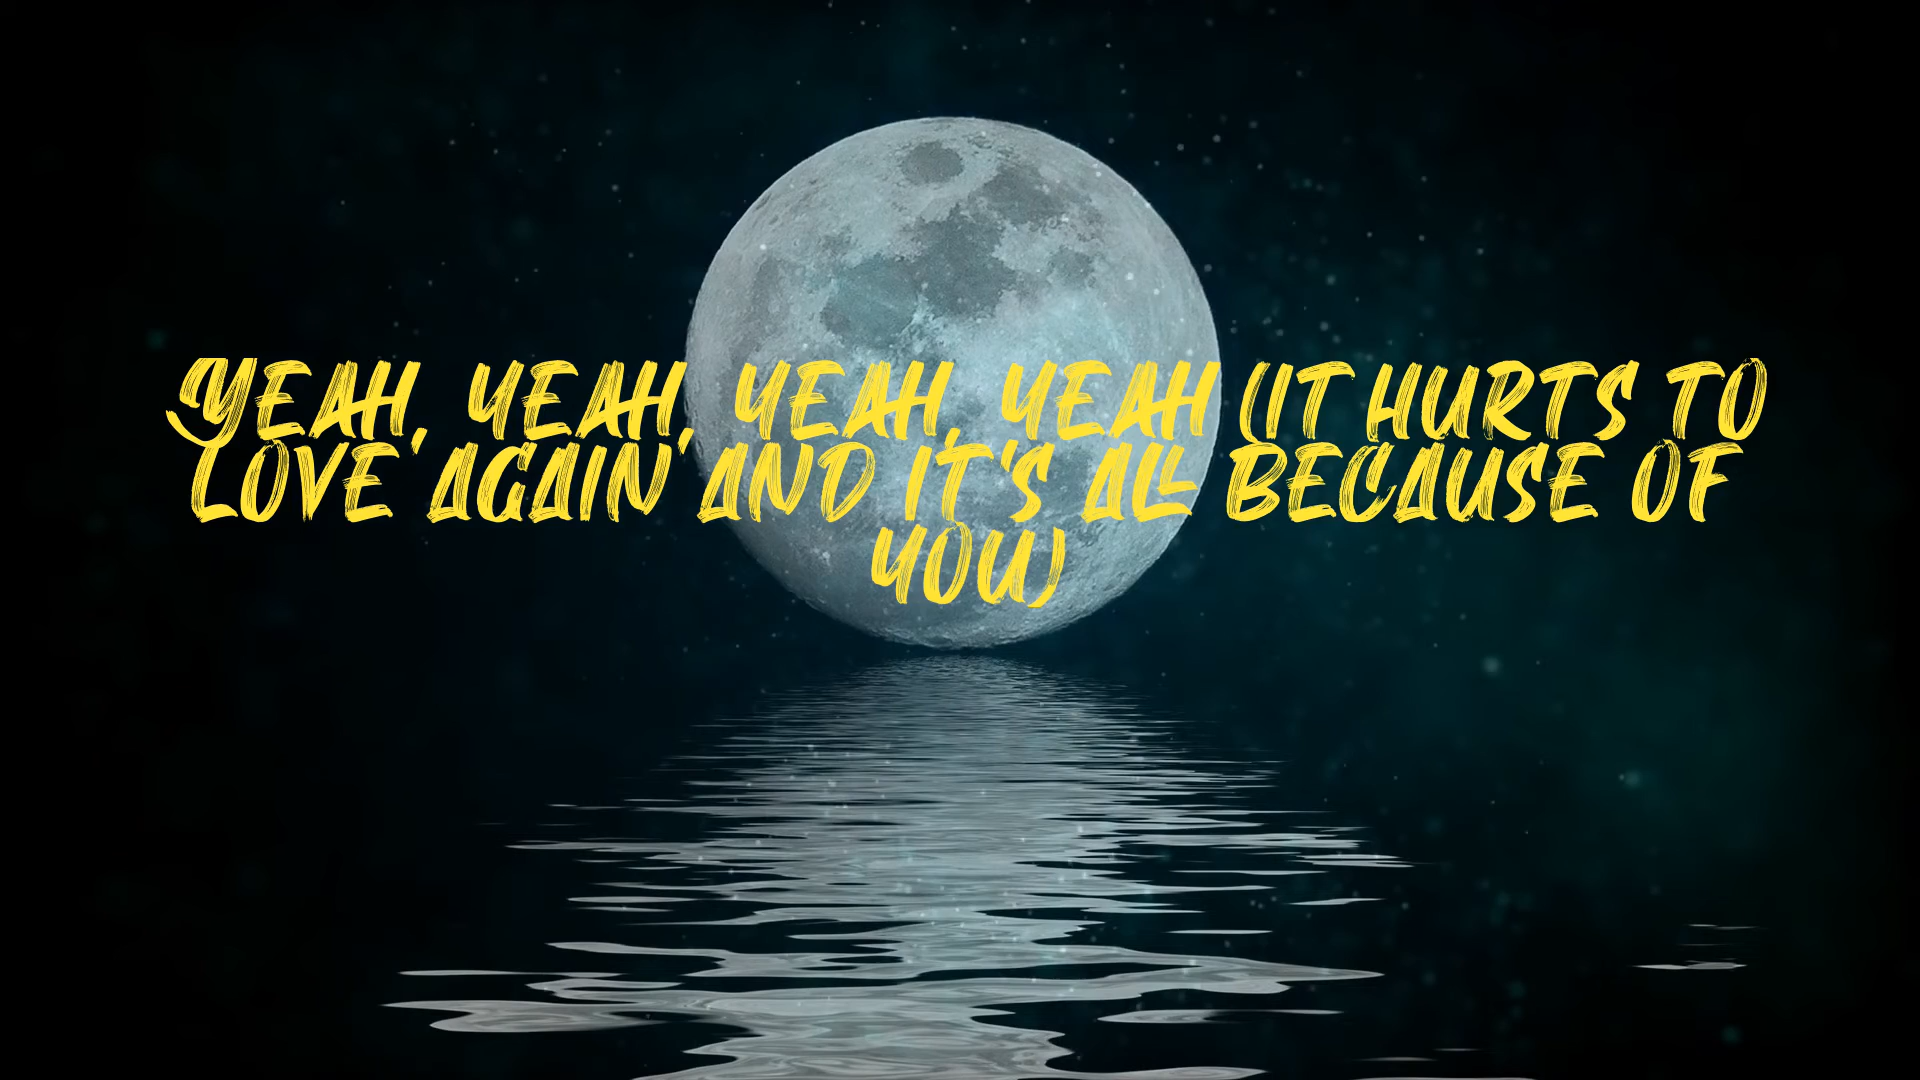 YEAH, YEAH, YEAH, YEAH (IT HURTS TO
LOVE AGAIN AND IT'S ALL BECAUSE OF
YOU)